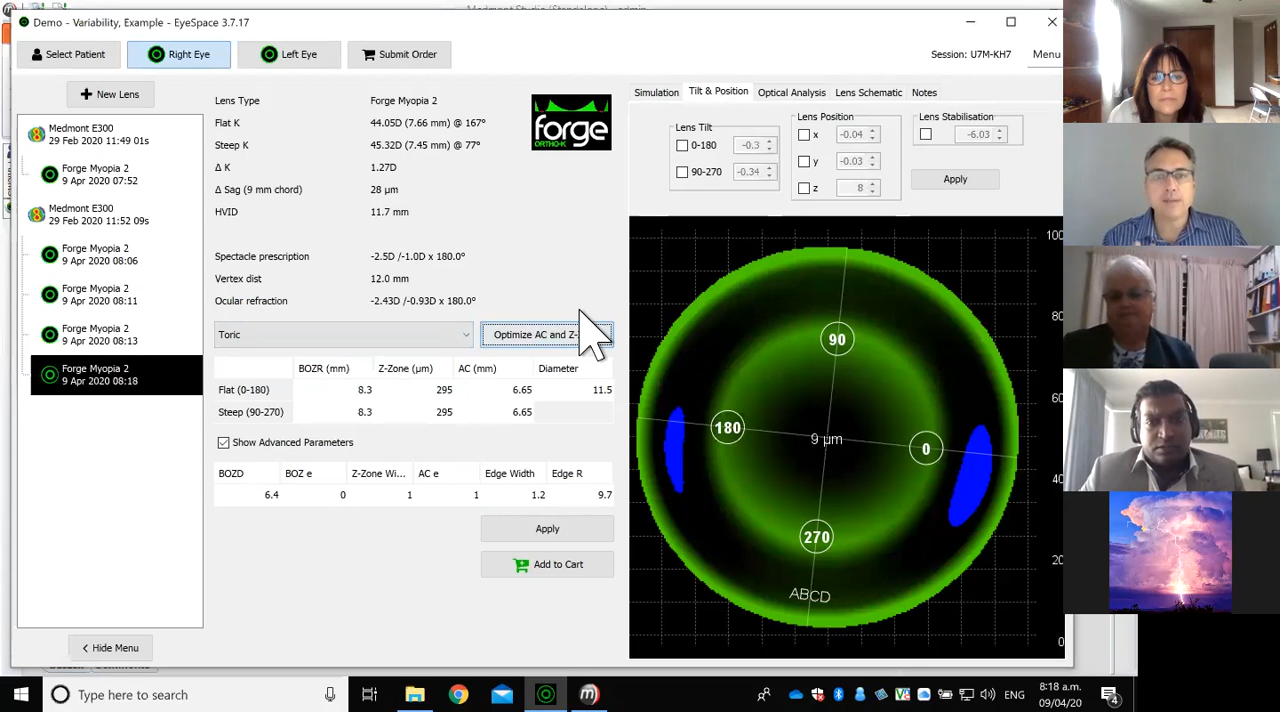 Demo - Variability, Example - EyeSpace 3.7.17
Select Patient
Right Eye
Left Eye
Submit Order
Session: U7M-KH7
Menu
New Lens
Medmont E300
29 Feb 2020 11:49 01s
Forge Myopia 2
9 Apr 2020 07:52
Medmont E300
29 Feb 2020 11:52 09s
Forge Myopia 2
9 Apr 2020 08:06
Forge Myopia 2
9 Apr 2020 08:11
Forge Myopia 2
9 Apr 2020 08:13
Forge Myopia 2
9 Apr 2020 08:18
Hide Menu
Lens Type Forge Myopia 2
Flat K 44.05D (7.66 mm) @ 167°
Steep K 45.32D (7.45 mm) @ 77°
Δ K 1.27D
Δ Sag (9 mm chord) 28 µm
HVID 11.7 mm
forge
ORTHO-K
Spectacle prescription -2.5D /-1.0D x 180.0°
Vertex dist 12.0 mm
Ocular refraction -2.43D /-0.93D x 180.0°
Toric
Optimize AC and Z-
BOZR (mm) Z-Zone (µm) AC (mm) Diameter
Flat (0-180) 8.3 295 6.65 11.5
Steep (90-270) 8.3 295 6.65
Show Advanced Parameters
BOZD BOZ e Z-Zone Wi... AC e Edge Width Edge R
6.4 0 1 1 1.2 9.7
Apply
Add to Cart
Simulation
Tilt & Position
Optical Analysis
Lens Schematic
Notes
Lens Tilt
0-180 -0.3
90-270 -0.34
Lens Position
x -0.04
y -0.03
z 8
Lens Stabilisation
-6.03
Apply
90
180
9 µm
0
270
ABCD
Type here to search
ENG
8:18 a.m.
09/04/20
4